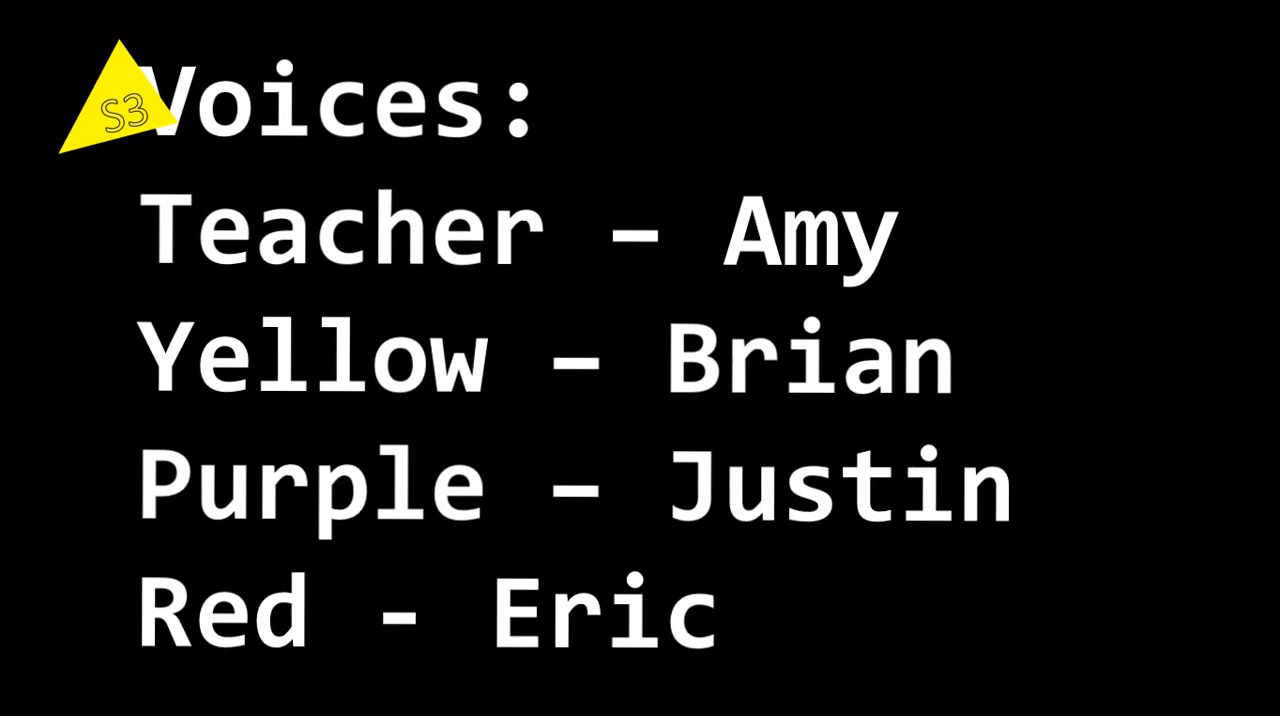 S3
Voices:
Teacher – Amy
Yellow – Brian
Purple – Justin
Red - Eric